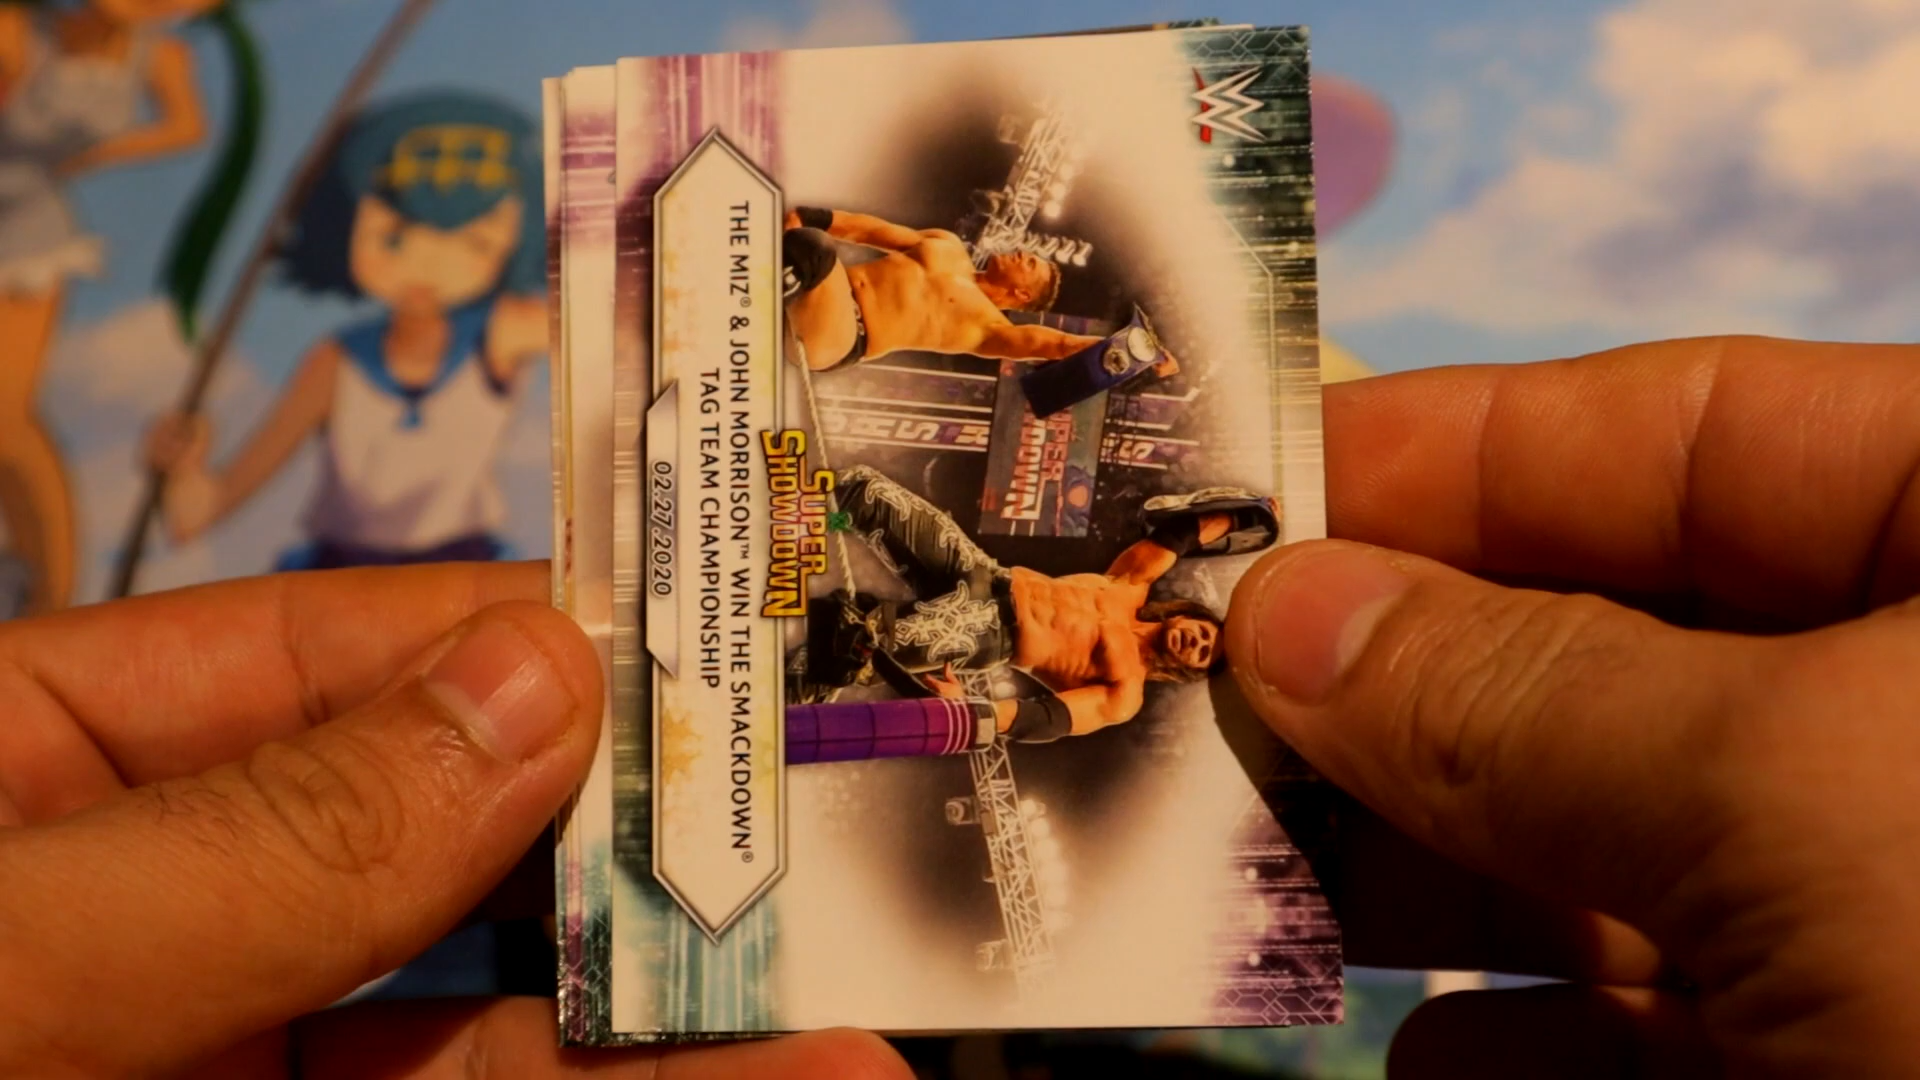 SUPER
SHOWDOWN
THE MIZ® & JOHN MORRISON™ WIN THE SMACKDOWN®
TAG TEAM CHAMPIONSHIP
02.27.2020